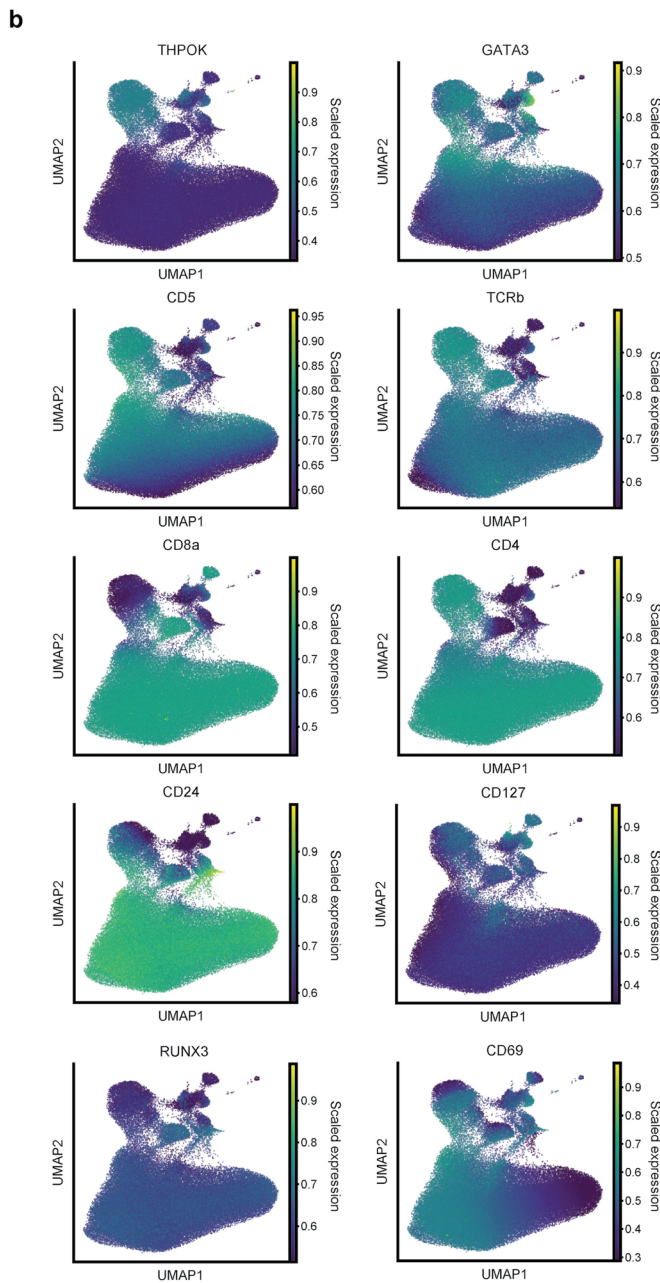 b
THPOK
UMAP2
UMAP1
0.9
0.8
0.7
0.6
0.5
0.4
Scaled expression
GATA3
UMAP2
UMAP1
0.9
0.8
0.7
0.6
0.5
Scaled expression
CD5
UMAP2
UMAP1
0.95
0.90
0.85
0.80
0.75
0.70
0.65
0.60
Scaled expression
TCRb
UMAP2
UMAP1
0.9
0.8
0.7
0.6
Scaled expression
CD8a
UMAP2
UMAP1
0.9
0.8
0.7
0.6
0.5
Scaled expression
CD4
UMAP2
UMAP1
0.9
0.8
0.7
0.6
Scaled expression
CD24
UMAP2
UMAP1
0.9
0.8
0.7
0.6
Scaled expression
CD127
UMAP2
UMAP1
0.9
0.8
0.7
0.6
0.5
0.4
Scaled expression
RUNX3
UMAP2
UMAP1
0.9
0.8
0.7
0.6
Scaled expression
CD69
UMAP2
UMAP1
0.9
0.8
0.7
0.6
0.5
0.4
0.3
Scaled expression